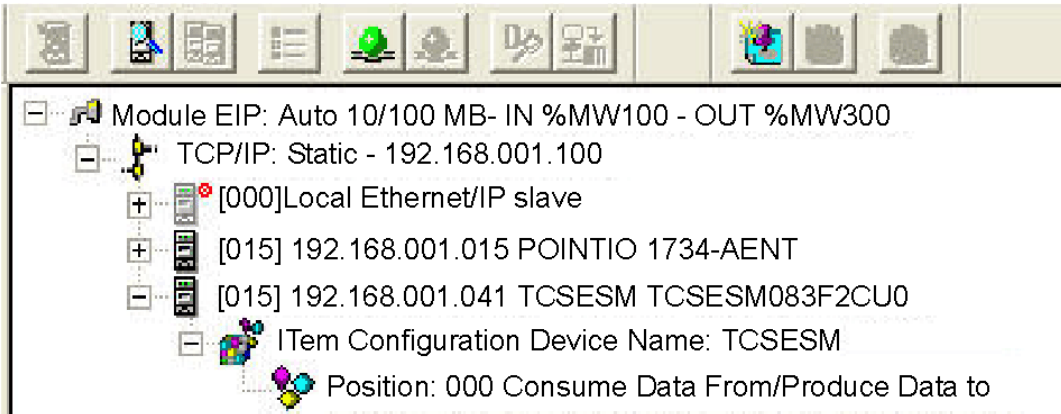 Module EIP: Auto 10/100 MB- IN %MW100 - OUT %MW300
TCP/IP: Static - 192.168.001.100
[000]Local Ethernet/IP slave
[015] 192.168.001.015 POINTIO 1734-AENT
[015] 192.168.001.041 TCSESM TCSESM083F2CU0
ITem Configuration Device Name: TCSESM
Position: 000 Consume Data From/Produce Data to